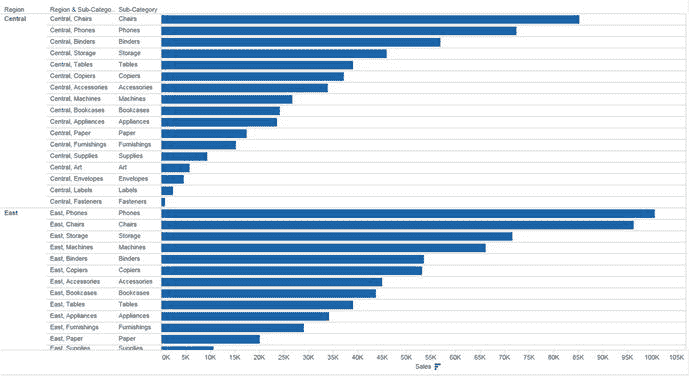 Region Region & Sub-Catego.. Sub-Category
Central Central, Chairs Chairs
Central, Phones Phones
Central, Binders Binders
Central, Storage Storage
Central, Tables Tables
Central, Copiers Copiers
Central, Accessories Accessories
Central, Machines Machines
Central, Bookcases Bookcases
Central, Appliances Appliances
Central, Paper Paper
Central, Furnishings Furnishings
Central, Supplies Supplies
Central, Art Art
Central, Envelopes Envelopes
Central, Labels Labels
Central, Fasteners Fasteners
East East, Phones Phones
East, Chairs Chairs
East, Storage Storage
East, Machines Machines
East, Binders Binders
East, Copiers Copiers
East, Accessories Accessories
East, Bookcases Bookcases
East, Tables Tables
East, Appliances Appliances
East, Furnishings Furnishings
East, Paper Paper
East, Supplies Supplies
0K 5K 10K 15K 20K 25K 30K 35K 40K 45K 50K 55K 60K 65K 70K 75K 80K 85K 90K 95K 100K 105K
Sales